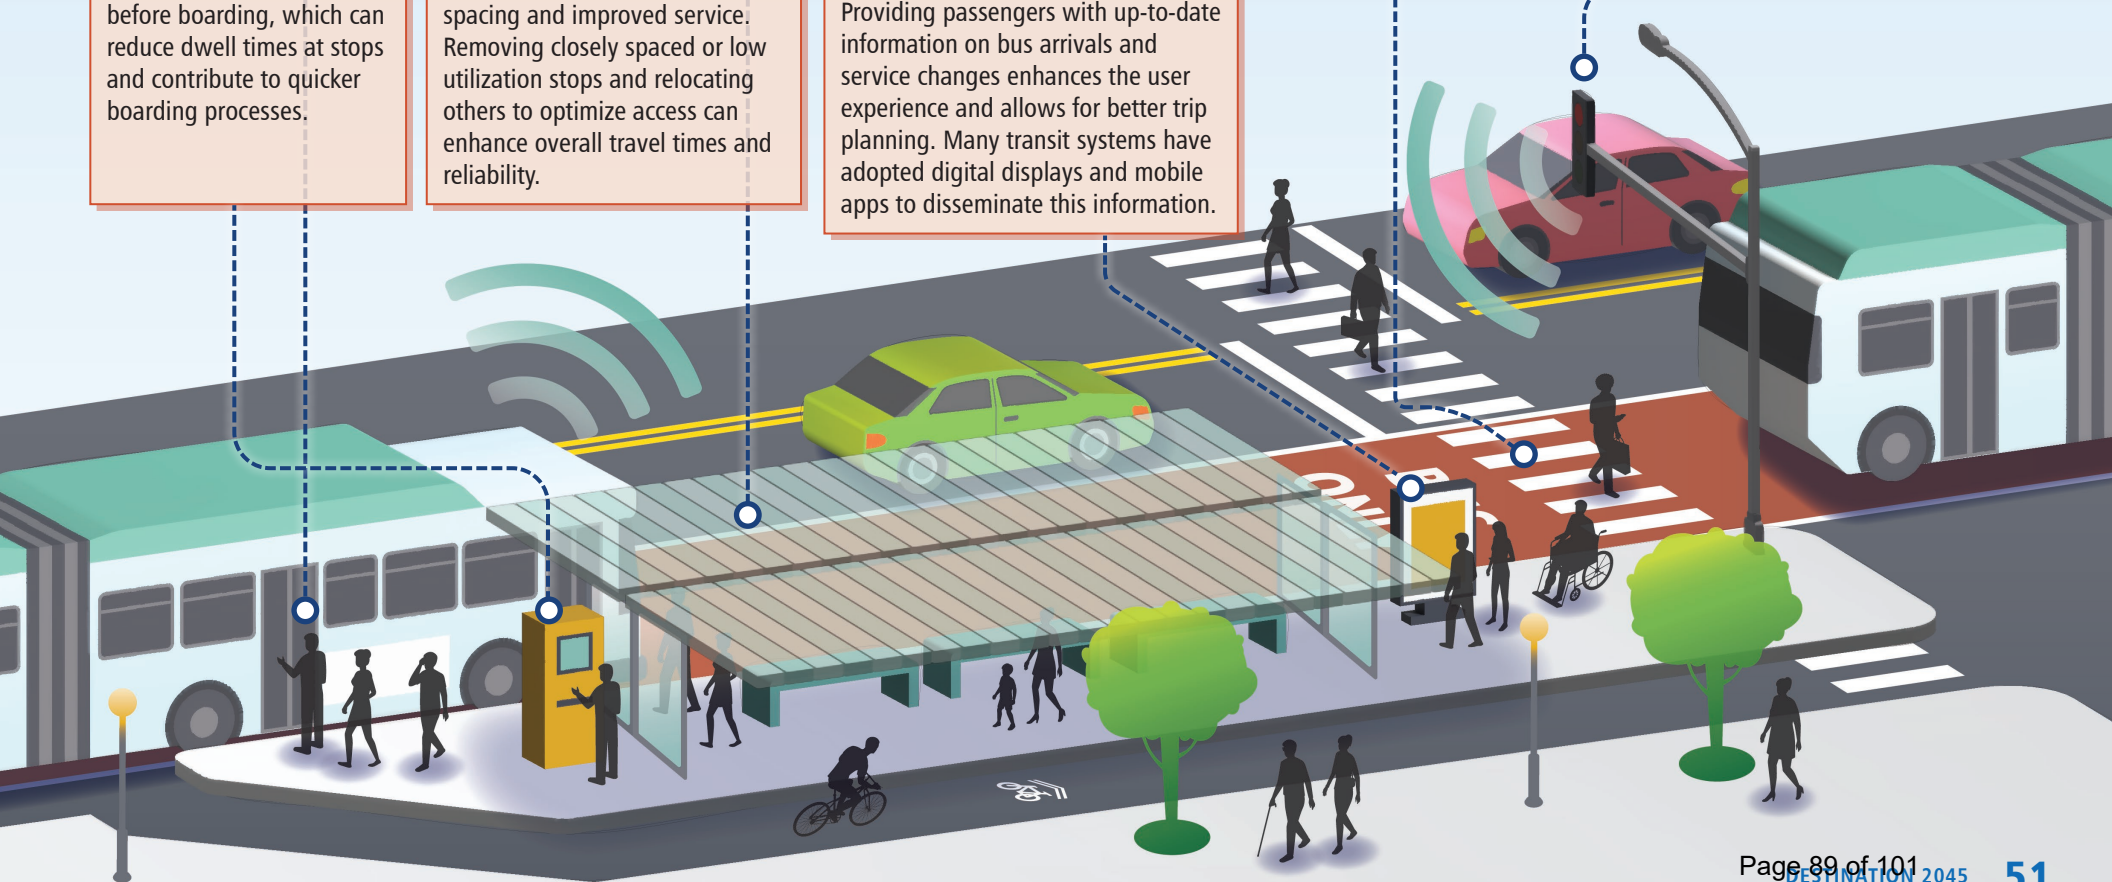 before boarding, which can
reduce dwell times at stops
and contribute to quicker
boarding processes.
spacing and improved service.
Removing closely spaced or low
utilization stops and relocating
others to optimize access can
enhance overall travel times and
reliability.
Providing passengers with up-to-date
information on bus arrivals and
service changes enhances the user
experience and allows for better trip
planning. Many transit systems have
adopted digital displays and mobile
apps to disseminate this information.
Page 89 of 101
DESTINATION 2045 51